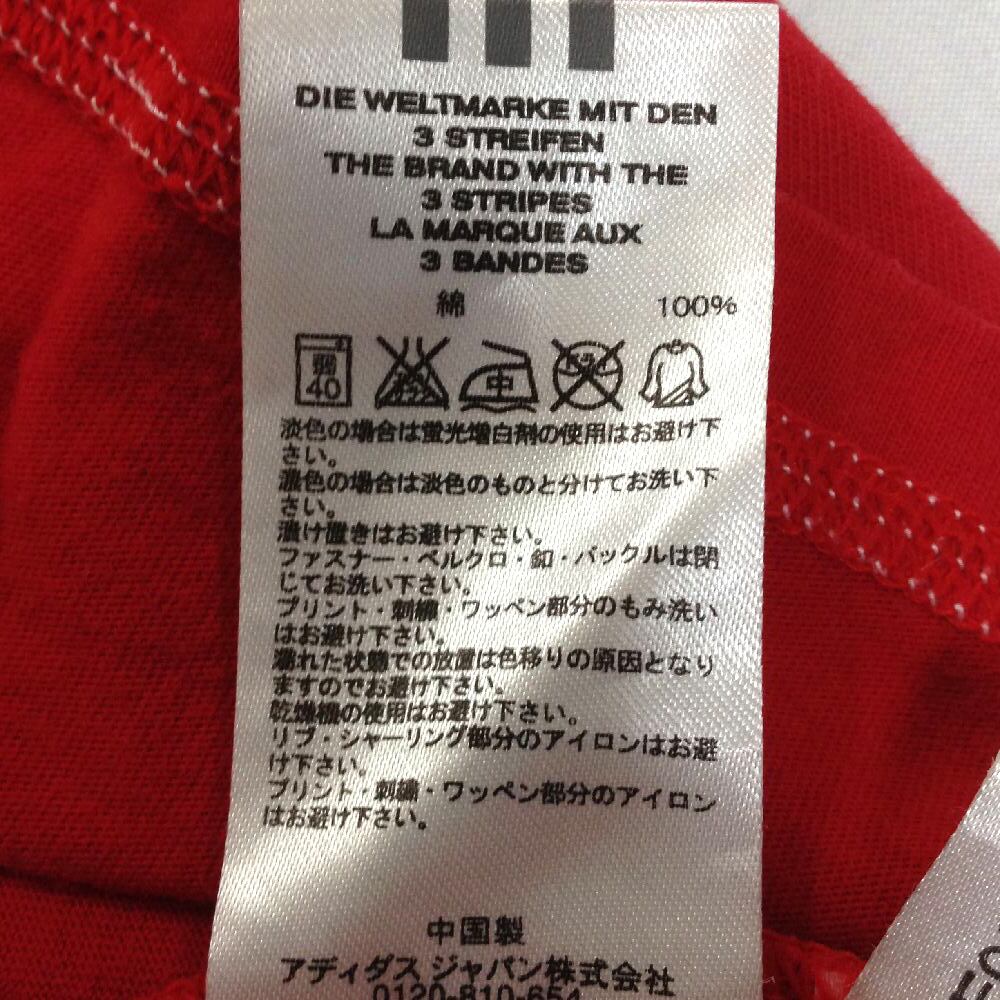 DIE WELTMARKE MIT DEN
3 STREIFEN
THE BRAND WITH THE
3 STRIPES
LA MARQUE AUX
3 BANDES
綿 100%
弱 40 中 ドライ
淡色の場合は蛍光増白剤の使用はお避け下
さい。
濃色の場合は淡色のものと分けてお洗い下
さい。
漬け置きはお避け下さい。
ファスナー・ベルクロ・釦・バックルは閉
じてお洗い下さい。
プリント・刺繍・ワッペン部分のもみ洗い
はお避け下さい。
濡れた状態での放置は色移りの原因となり
ますのでお避け下さい。
乾燥機の使用はお避け下さい。
リブ・シャーリング部分のアイロンはお避
け下さい。
プリント・刺繍・ワッペン部分のアイロン
はお避け下さい。
中国製
アディダス ジャパン株式会社
0120-810-654